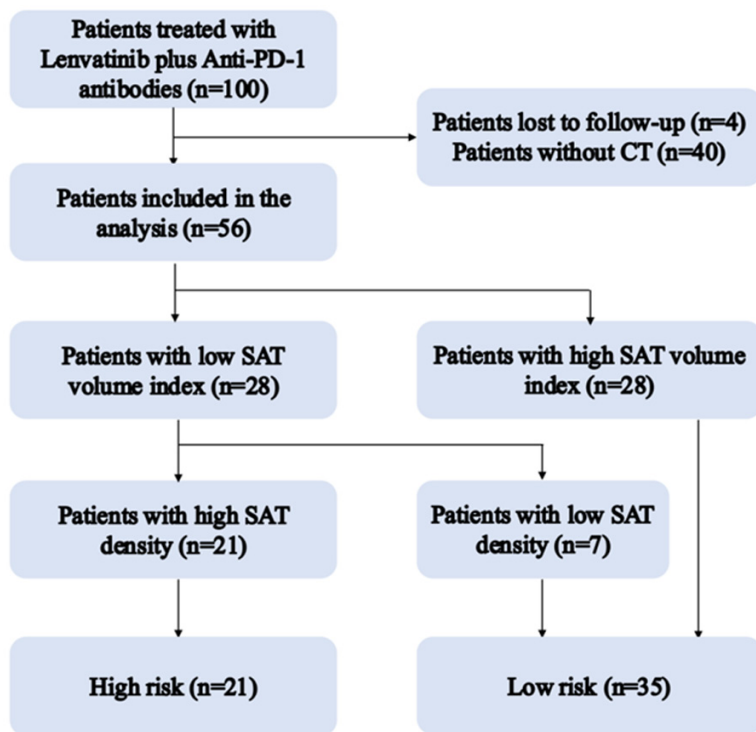 Patients treated with
Lenvatinib plus Anti-PD-1
antibodies (n=100)
Patients lost to follow-up (n=4)
Patients without CT (n=40)
Patients included in the
analysis (n=56)
Patients with low SAT
volume index (n=28)
Patients with high SAT volume
index (n=28)
Patients with high SAT
density (n=21)
Patients with low SAT
density (n=7)
High risk (n=21)
Low risk (n=35)